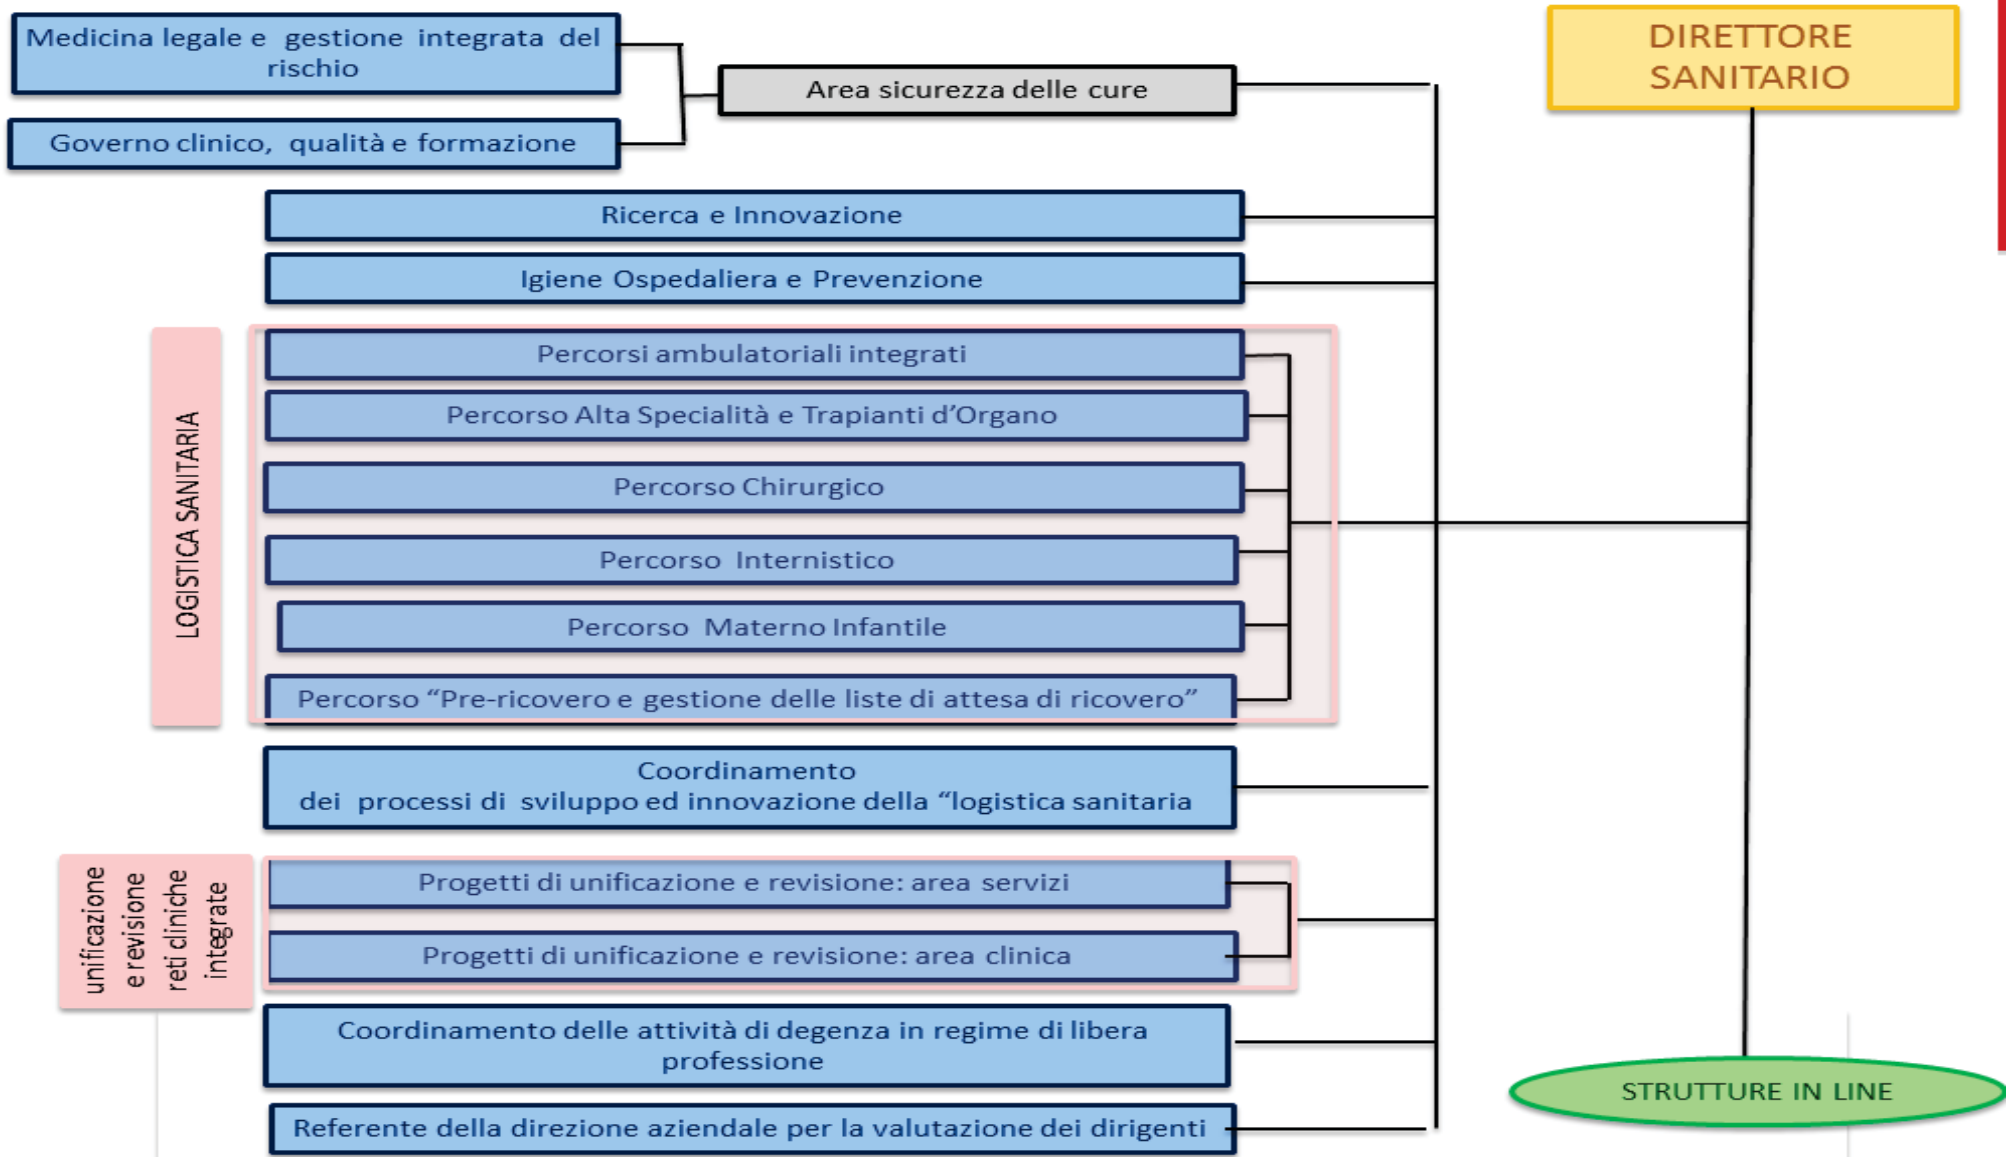 DIRETTORE
SANITARIO
Medicina legale e gestione integrata del
rischio
Area sicurezza delle cure
Governo clinico, qualità e formazione
Ricerca e Innovazione
Igiene Ospedaliera e Prevenzione
LOGISTICA SANITARIA
Percorsi ambulatoriali integrati
Percorso Alta Specialità e Trapianti d’Organo
Percorso Chirurgico
Percorso Internistico
Percorso Materno Infantile
Percorso “Pre-ricovero e gestione delle liste di attesa di ricovero”
Coordinamento
dei processi di sviluppo ed innovazione della “logistica sanitaria
unificazione
e revisione
reti cliniche
integrate
Progetti di unificazione e revisione: area servizi
Progetti di unificazione e revisione: area clinica
Coordinamento delle attività di degenza in regime di libera
professione
Referente della direzione aziendale per la valutazione dei dirigenti
STRUTTURE IN LINE